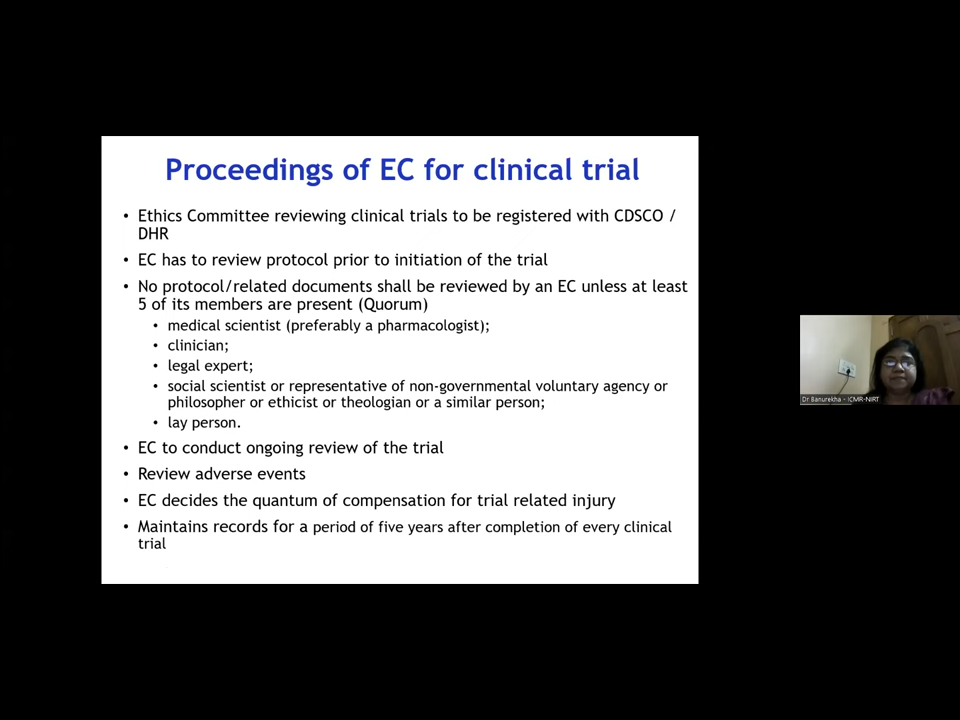 Proceedings of EC for clinical trial
• Ethics Committee reviewing clinical trials to be registered with CDSCO /
DHR
• EC has to review protocol prior to initiation of the trial
• No protocol/related documents shall be reviewed by an EC unless at least
5 of its members are present (Quorum)
• medical scientist (preferably a pharmacologist);
• clinician;
• legal expert;
• social scientist or representative of non-governmental voluntary agency or
philosopher or ethicist or theologian or a similar person;
• lay person.
• EC to conduct ongoing review of the trial
• Review adverse events
• EC decides the quantum of compensation for trial related injury
• Maintains records for a period of five years after completion of every clinical
trial
Dr Banurekha - ICMR-NIRT